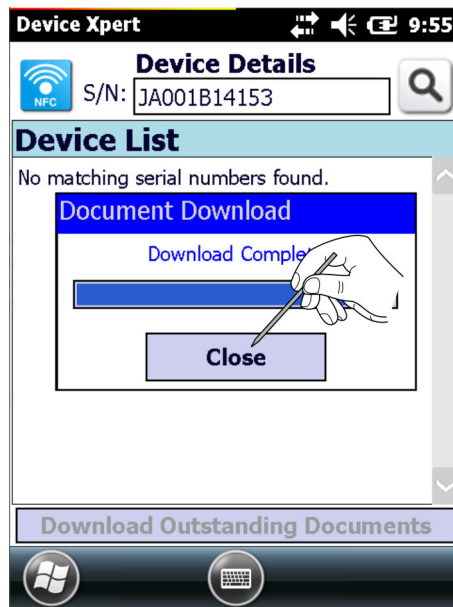 Device Xpert 9:55
Device Details
NFC
S/N: JA001B14153
Device List
No matching serial numbers found.
Document Download
Download
Close
Download Outstanding Documents